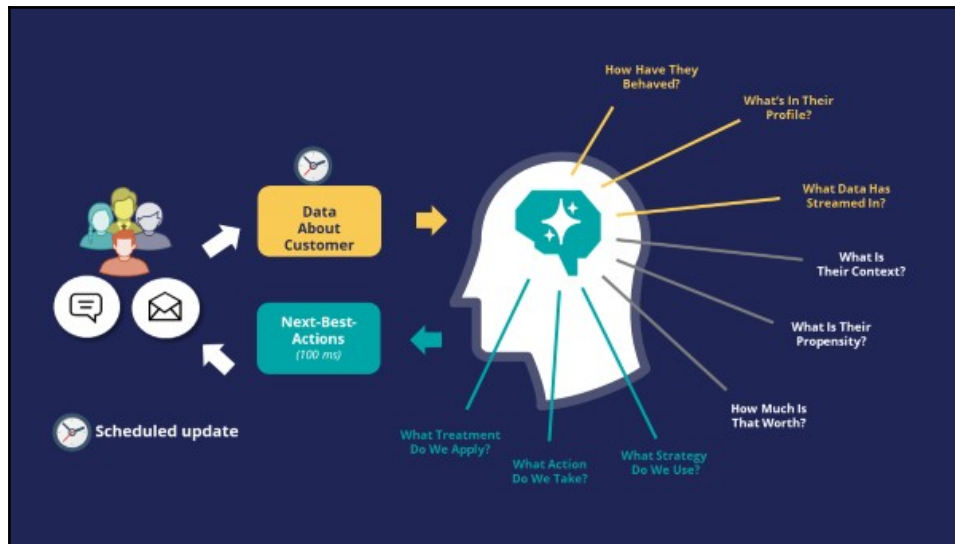 How Have They
Behaved?
What's In Their
Profile?
What Data Has
Streamed In?
What Is
Their Context?
What Is Their
Propensity?
How Much Is
That Worth?
Data
About
Customer
Next-Best-
Actions
(100 ms)
What Treatment
Do We Apply?
What Action
Do We Take?
What Strategy
Do We Use?
Scheduled update